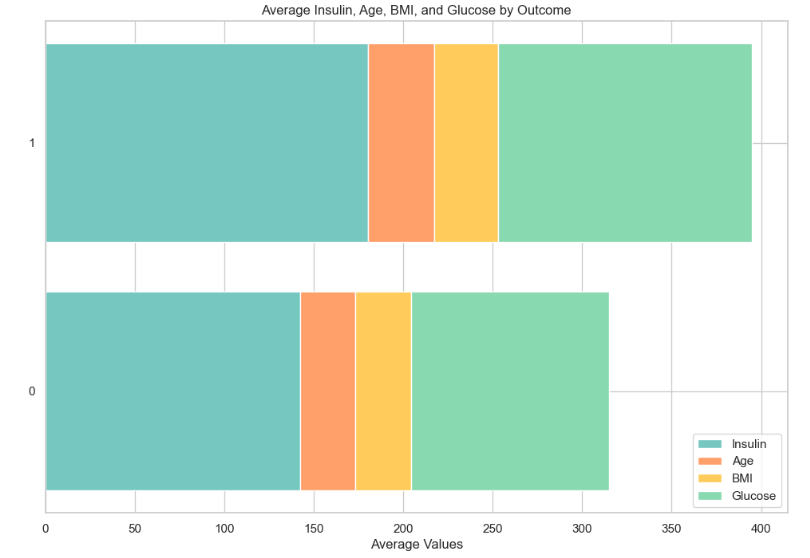 Average Insulin, Age, BMI, and Glucose by Outcome
1
0
Insulin
Age
BMI
Glucose
0 50 100 150 200 250 300 350 400
Average Values